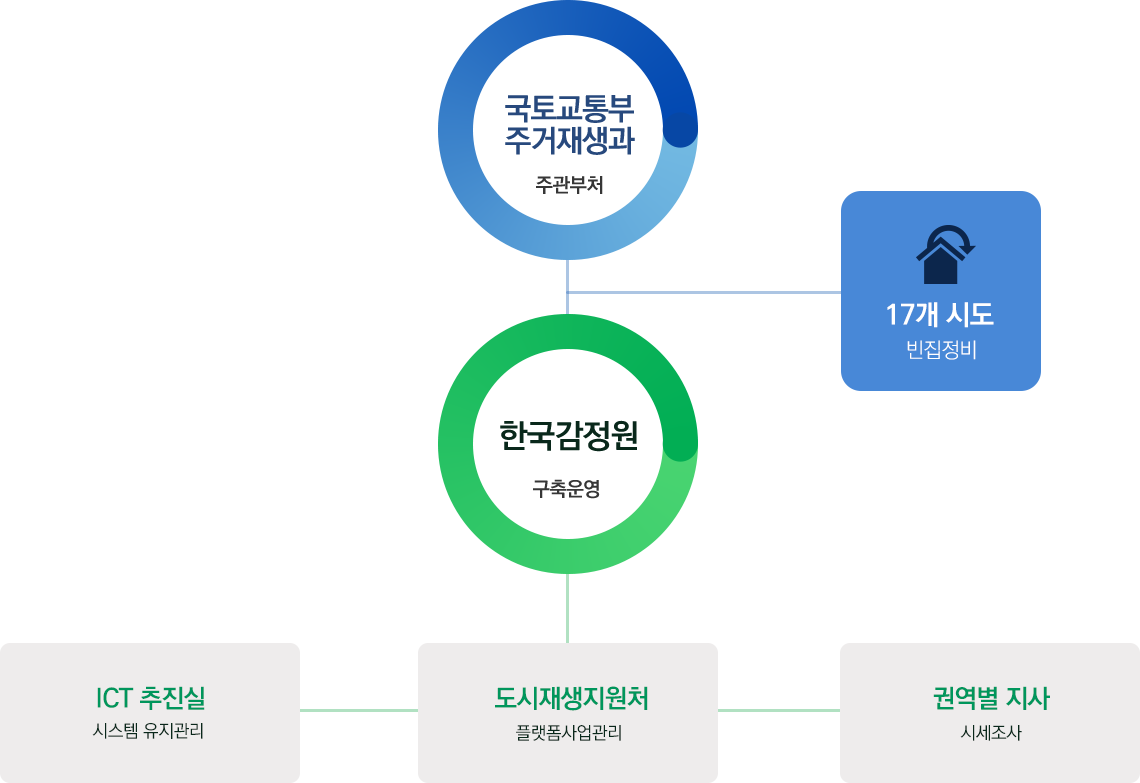 국토교통부
주거재생과
주관부처
17개 시도
빈집정비
한국감정원
구축운영
ICT 추진실
시스템 유지관리
도시재생지원처
플랫폼사업관리
권역별 지사
시세조사